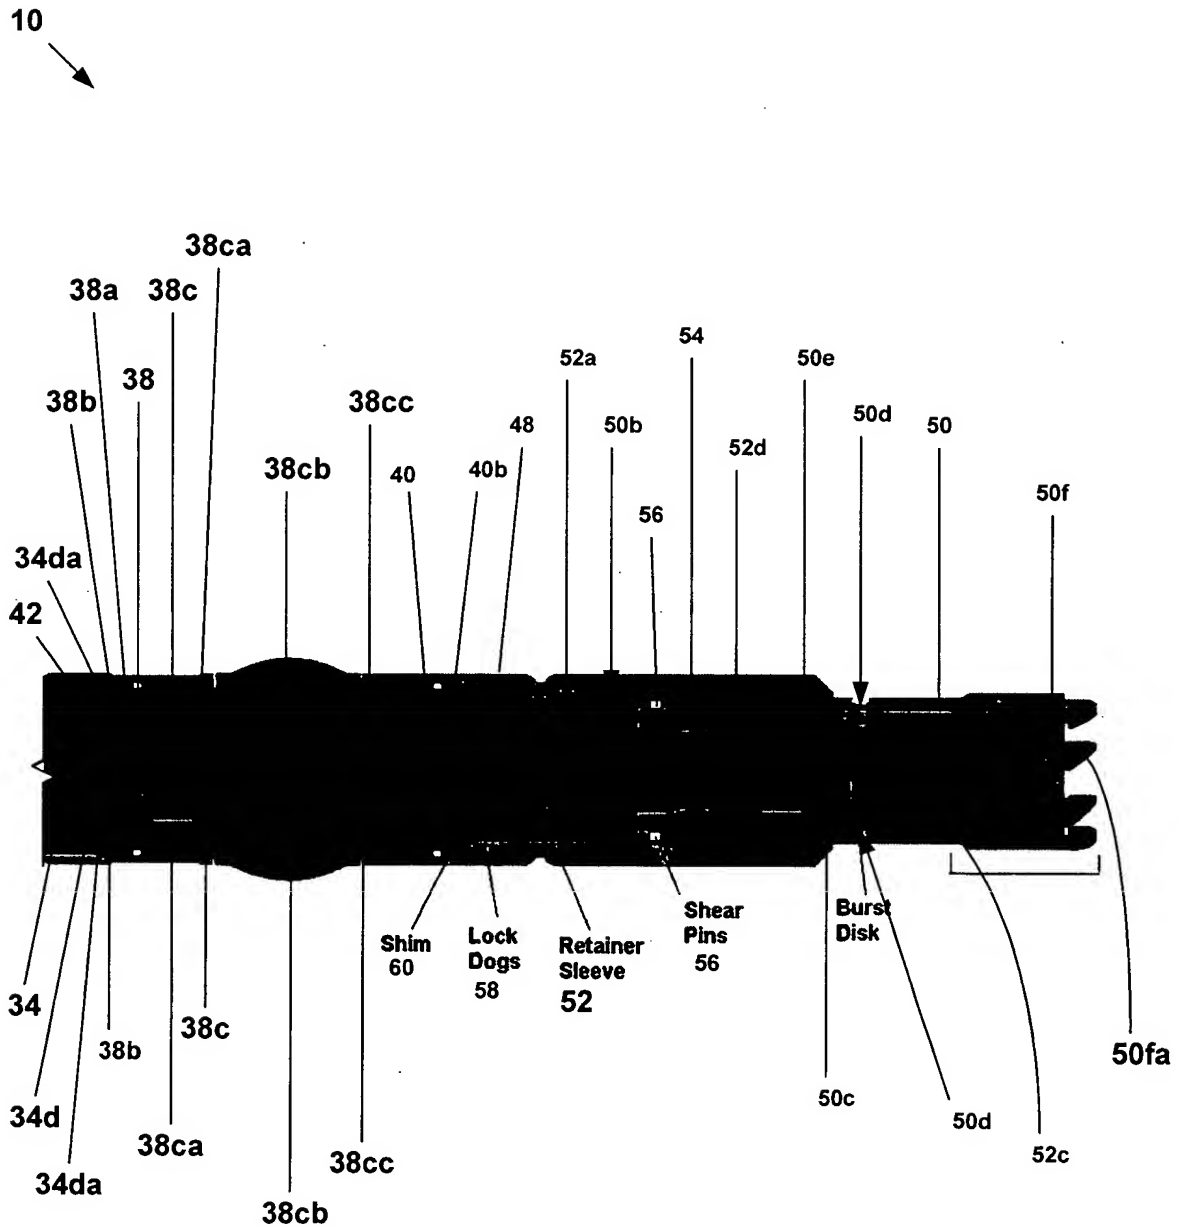 10
38ca
38a
38c
54
52a
50e
38
38b
38cc
48
50b
50d
50
52d
38cb
40
40b
50f
56
34da
42
Shim
60
Lock
Dogs
58
Retainer
Sleeve
52
Shear
Pins
56
Burst
Disk
34
38c
38b
50fa
34d
38ca
50c
50d
34da
38cc
52c
38cb